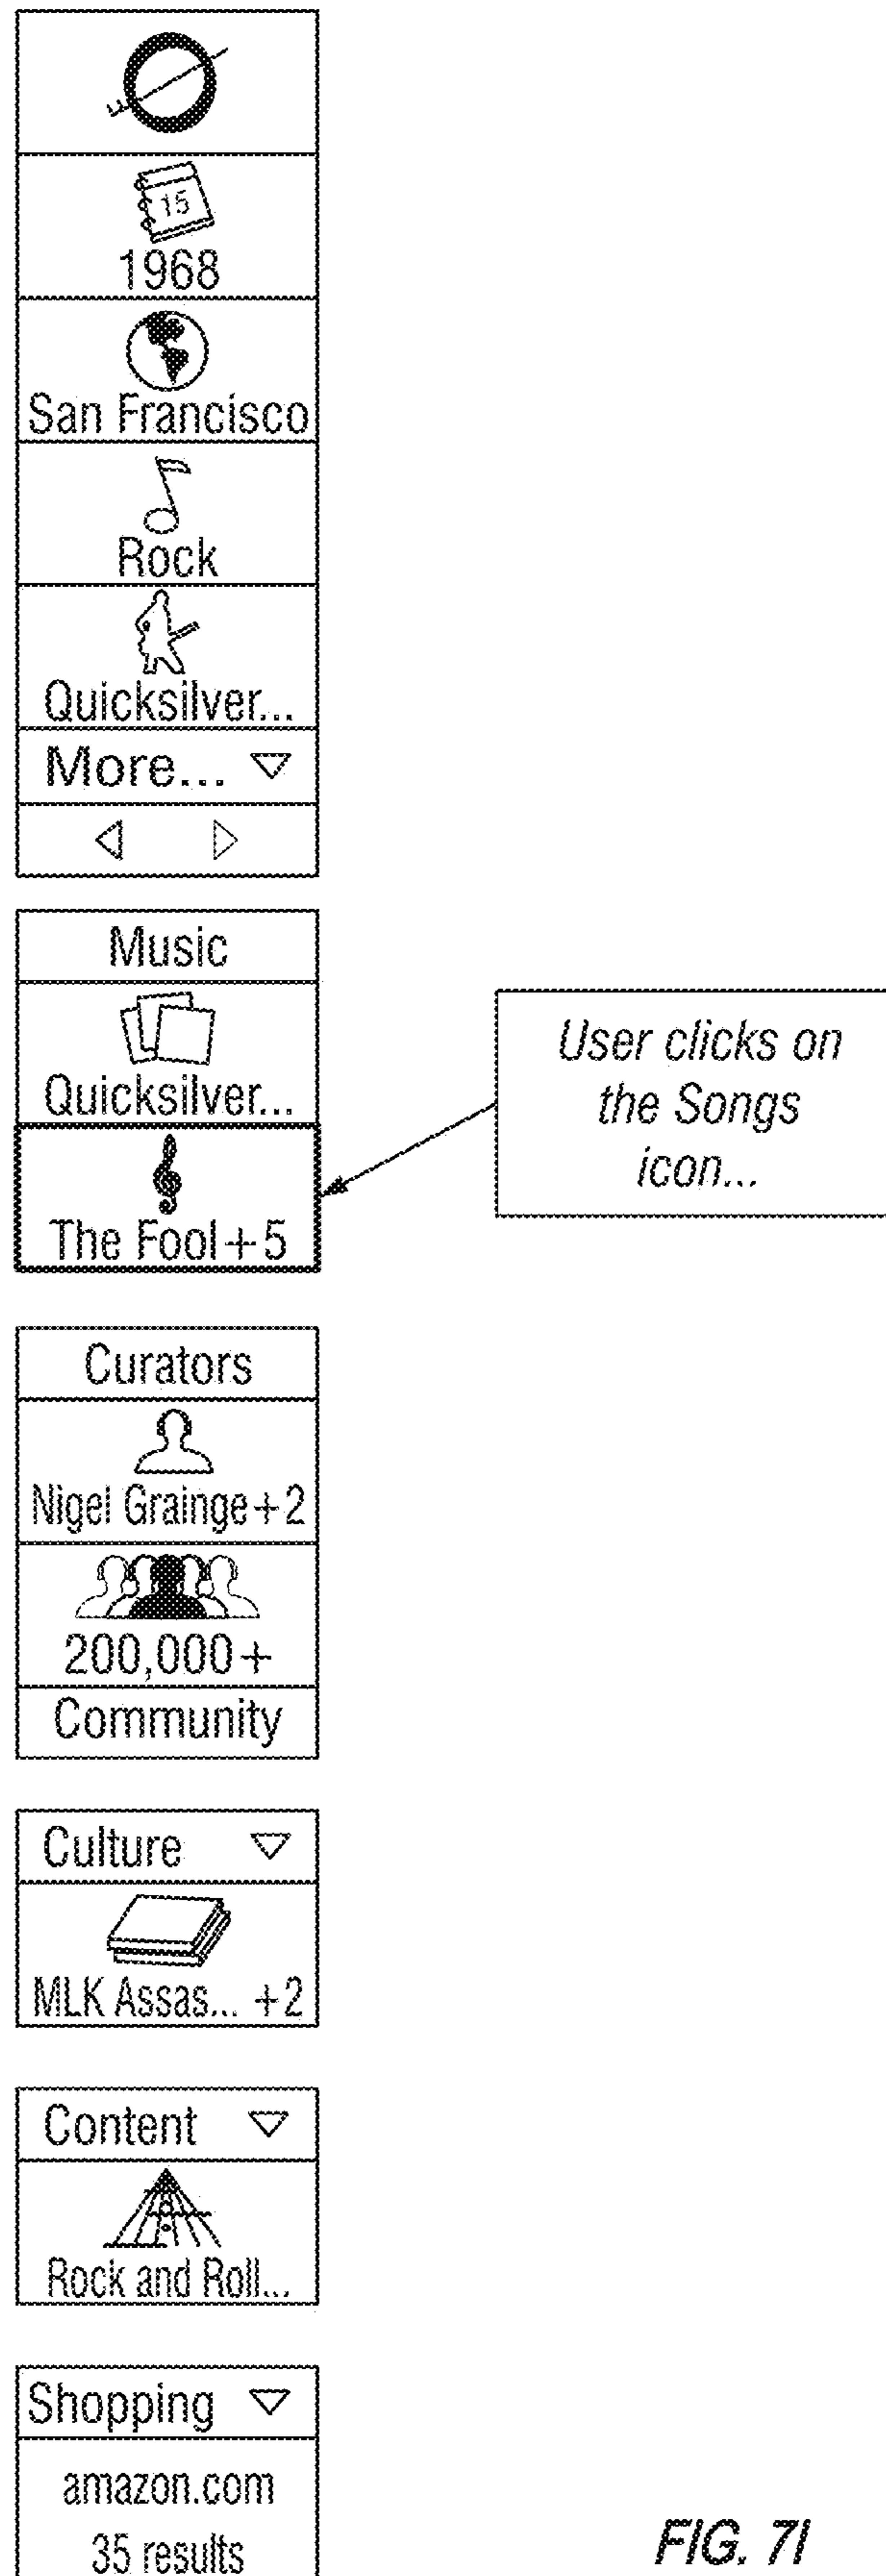 15
1968
San Francisco
Rock
Quicksilver...
More...
Music
Quicksilver...
The Fool+5
User clicks on
the Songs
icon...
Curators
Nigel Grainge+2
200,000+
Community
Culture
MLK Assas... +2
Content
Rock and Roll...
Shopping
amazon.com
35 results
FIG. 7I